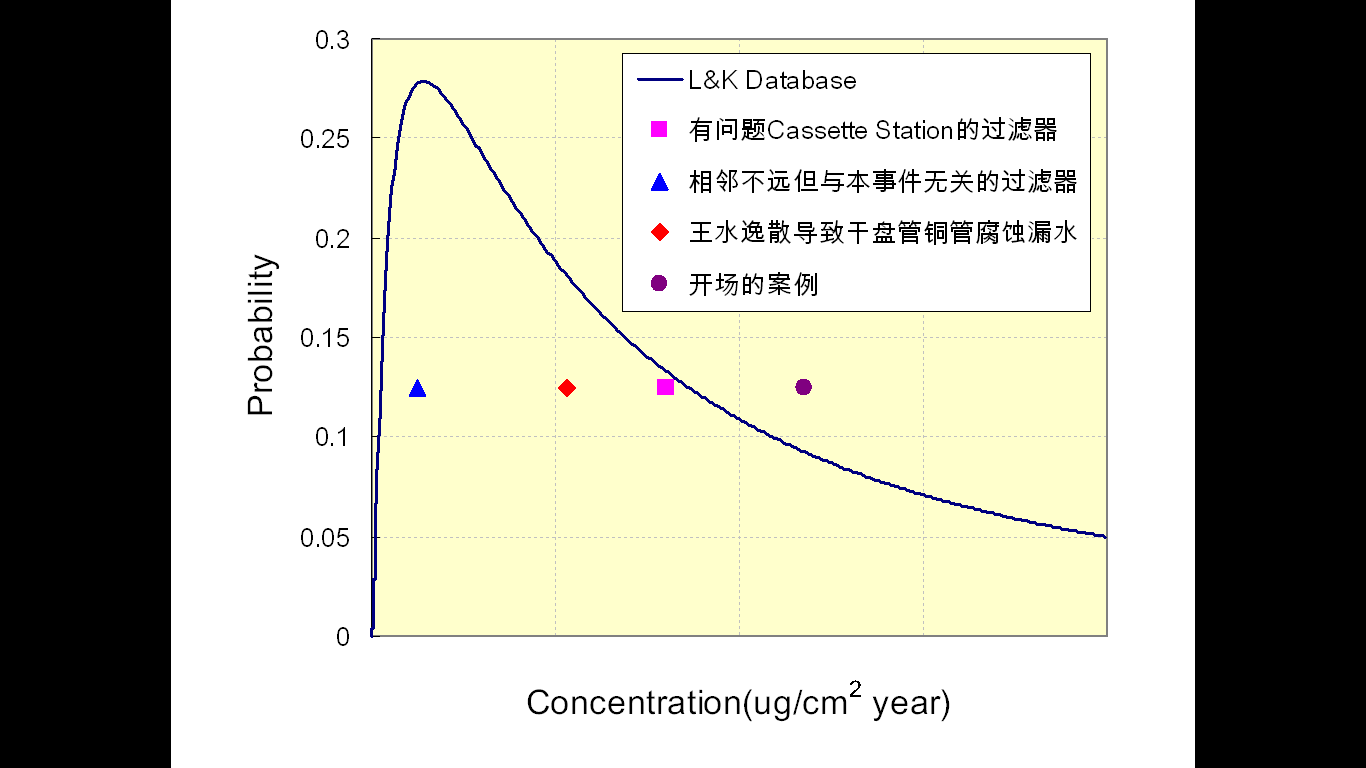 0.3
0.25
0.2
0.15
0.1
0.05
0
Probability
L&K Database
有问题Cassette Station的过滤器
相邻不远但与本事件无关的过滤器
王水逸散导致干盘管铜管腐蚀漏水
开场的案例
Concentration(ug/cm² year)